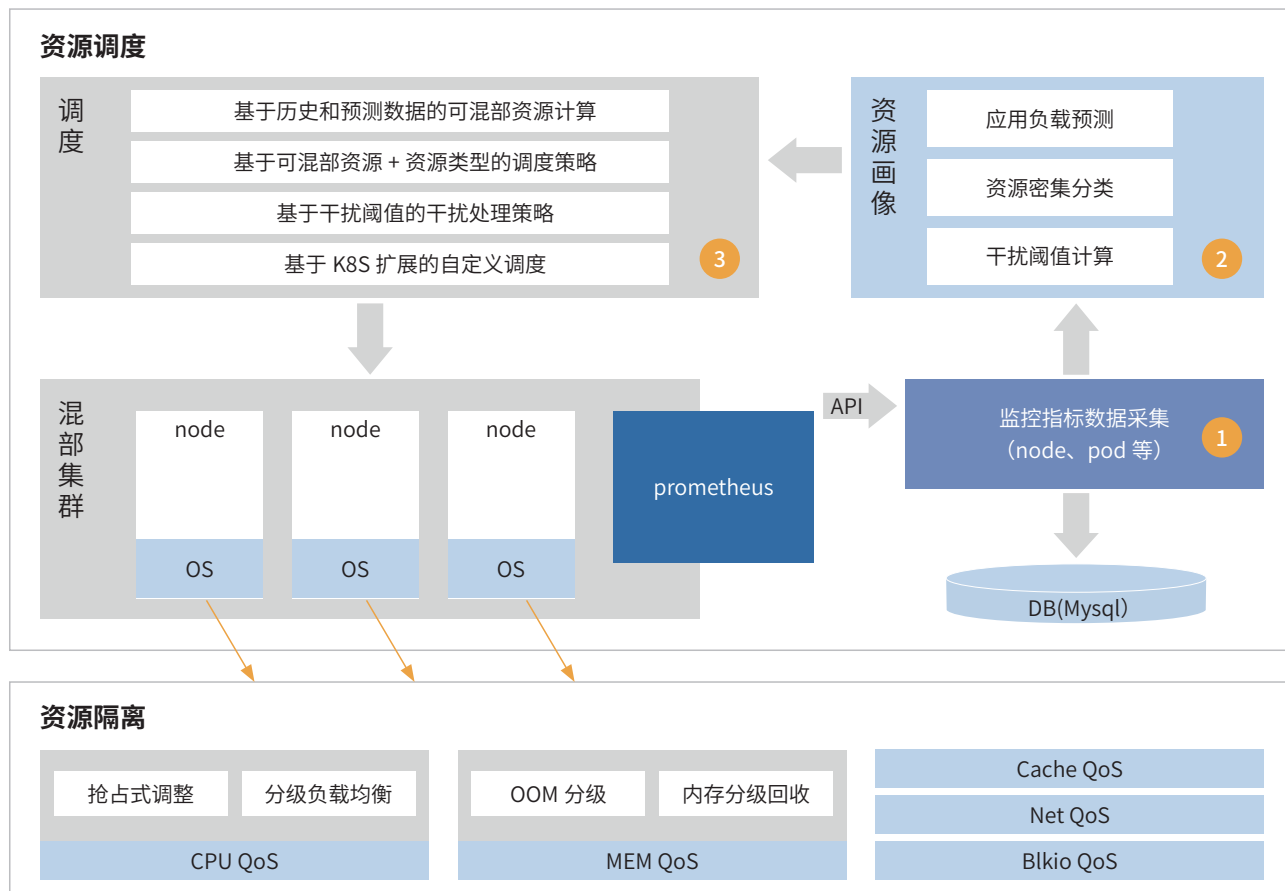 资源调度
调度
基于历史和预测数据的可混部资源计算
基于可混部资源 + 资源类型的调度策略
基于干扰阈值的干扰处理策略
基于 K8S 扩展的自定义调度
3
资源画像
应用负载预测
资源密集分类
干扰阈值计算
2
混部集群
node
OS
node
OS
node
OS
prometheus
API
监控指标数据采集
（node、pod 等）
1
DB(Mysql）
资源隔离
抢占式调整
分级负载均衡
CPU QoS
OOM 分级
内存分级回收
MEM QoS
Cache QoS
Net QoS
Blkio QoS